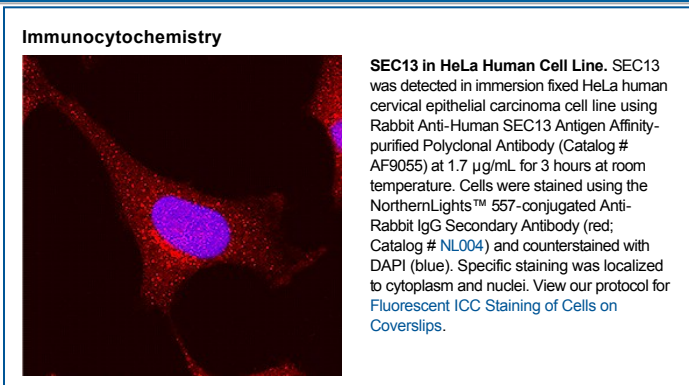 Immunocytochemistry
SEC13 in HeLa Human Cell Line. SEC13
was detected in immersion fixed HeLa human
cervical epithelial carcinoma cell line using
Rabbit Anti-Human SEC13 Antigen Affinity-
purified Polyclonal Antibody (Catalog #
AF9055) at 1.7 µg/mL for 3 hours at room
temperature. Cells were stained using the
NorthernLights™ 557-conjugated Anti-
Rabbit IgG Secondary Antibody (red;
Catalog # NL004) and counterstained with
DAPI (blue). Specific staining was localized
to cytoplasm and nuclei. View our protocol for
Fluorescent ICC Staining of Cells on
Coverslips.